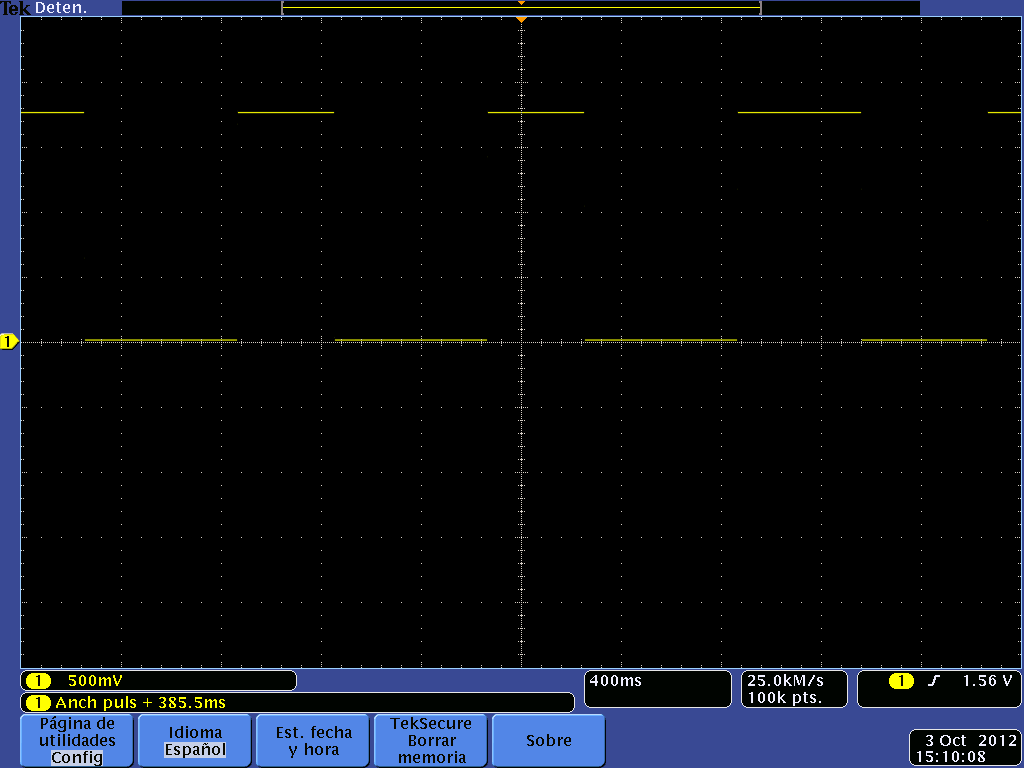 Tek Deten.
1
1 500mV
400ms
25.0kM/s
100k pts.
1 1.56 V
1 Anch puls + 385.5ms
Página de
utilidades
Config
Idioma
Español
Est. fecha
y hora
TekSecure
Borrar
memoria
Sobre
3 Oct 2012
15:10:08